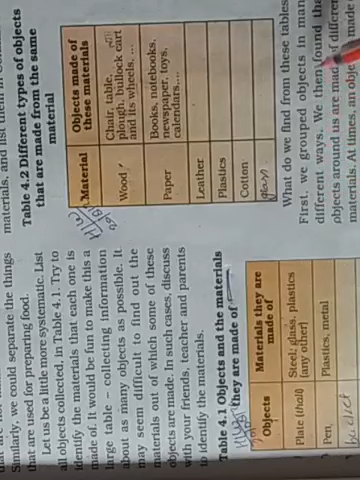 Similarly, we would separate the things
that are used for preparing food.
Let us be a little more systematic. List
all objects collected, in Table 4.1. Try to
identify the materials that each one is
made of. It would be fun to make this a
large table – collecting information
about as many objects as possible. It
may seem difficult to find out the
materials out of which some of these
objects are made. In such cases, discuss
with your friends, teacher and parents
to identify the materials.
Table 4.1 Objects and the materials
they are made of
Objects
Materials they are
made of
Plate (thali)
Steel, glass, plastics
(any other)
Pen,
Plastics, metal
materials, and list them in
Table 4.2 Different types of objects
that are made from the same
material
Material
Objects made of
these materials
Wood
Chair, table,
plough, bullock cart
and its wheels, ...
Paper
Books, notebooks,
newspaper, toys,
calendars,...
Leather
Plastics
Cotton
glass
What do we find from these tables
First, we grouped objects in man
different ways. We then found tha
objects around us are made of differen
materials. At times, an obje made